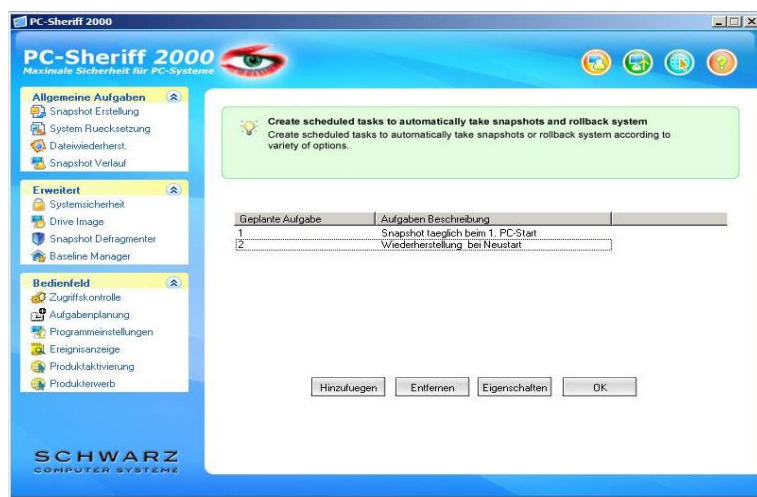 PC-Sheriff 2000
PC-Sheriff 2000
Maximale Sicherheit für PC-Systeme
Allgemeine Aufgaben
Snapshot Erstellung
System Ruecksetzung
Dateiwiederherst.
Snapshot Verlauf
Erweitert
Systemsicherheit
Drive Image
Snapshot Defragmenter
Baseline Manager
Bedienfeld
Zugriffskontrolle
Aufgabenplanung
Programmeinstellungen
Ereignisanzeige
Produktaktivierung
Produkterwerb
SCHWARZ
COMPUTER SYSTEME
Create scheduled tasks to automatically take snapshots and rollback system
Create scheduled tasks to automatically take snapshots or rollback system according to
variety of options.
Geplante Aufgabe Aufgaben Beschreibung
1 Snapshot taeglich beim 1. PC-Start
2 Wiederherstellung bei Neustart
Hinzufuegen Entfernen Eigenschaften OK